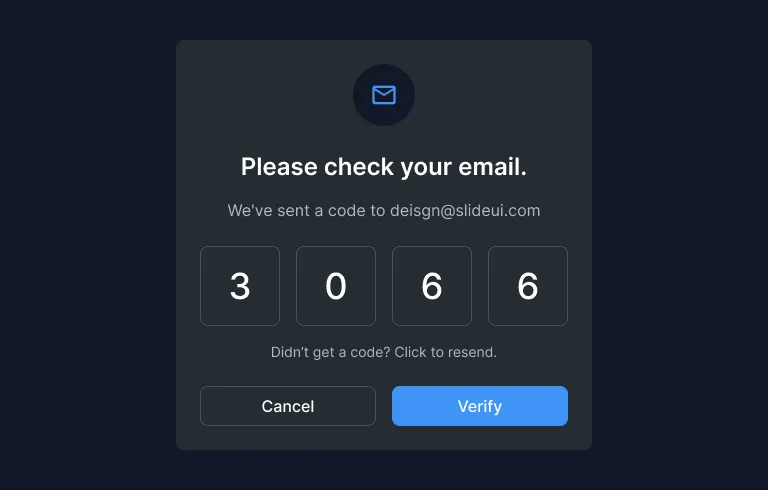 Please check your email.
We've sent a code to deisgn@slideui.com
3 0 6 6
Didn't get a code? Click to resend.
Cancel Verify